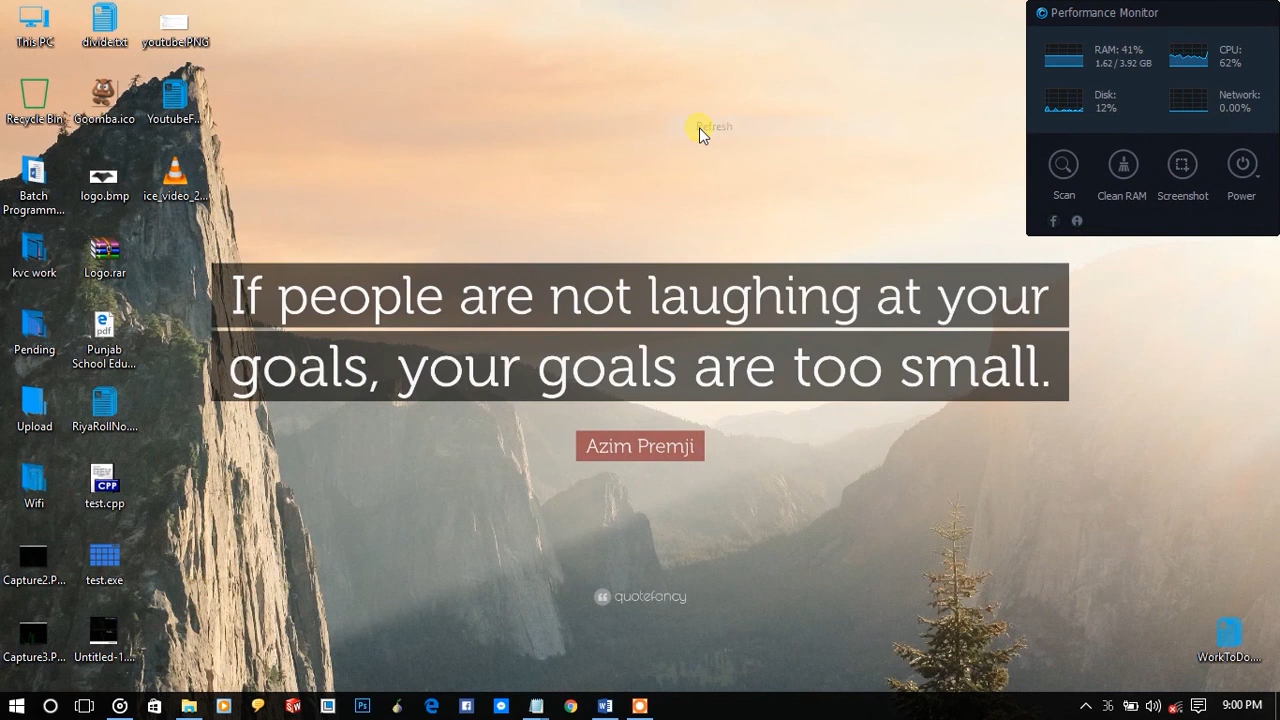 This PC
divide.txt
youtube.PNG
Recycle Bin
Goomba.ico
YoutubeF...
Batch
Programm...
logo.bmp
ice_video_2...
kvc work
Logo.rar
Pending
pdf
Punjab
School Edu...
Upload
RiyaRollNo....
Wifi
CPP
test.cpp
Capture2.P...
test.exe
Capture3.P...
Untitled-1....
Refresh
Performance Monitor
RAM: 41%
1.62 / 3.92 GB
CPU:
62%
Disk:
12%
Network:
0.00%
Scan
Clean RAM
Screenshot
Power
If people are not laughing at your
goals, your goals are too small.
Azim Premji
quotefancy
WorkToDo....
Ps
9:00 PM